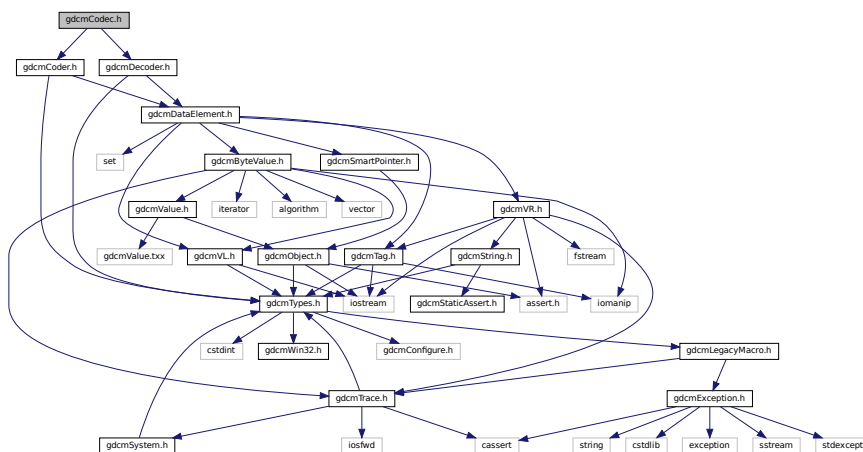 gdcmCodec.h
gdcmCoder.h
gdcmDecoder.h
gdcmDataElement.h
set
gdcmByteValue.h
gdcmSmartPointer.h
gdcmValue.h
iterator
algorithm
vector
gdcmVR.h
gdcmValue.txx
gdcmVL.h
gdcmObject.h
gdcmTag.h
gdcmString.h
fstream
gdcmTypes.h
iostream
gdcmStaticAssert.h
assert.h
iomanip
cstdint
gdcmWin32.h
gdcmConfigure.h
gdcmLegacyMacro.h
gdcmTrace.h
gdcmException.h
gdcmSystem.h
iosfwd
cassert
string
cstdlib
exception
sstream
stdexcept